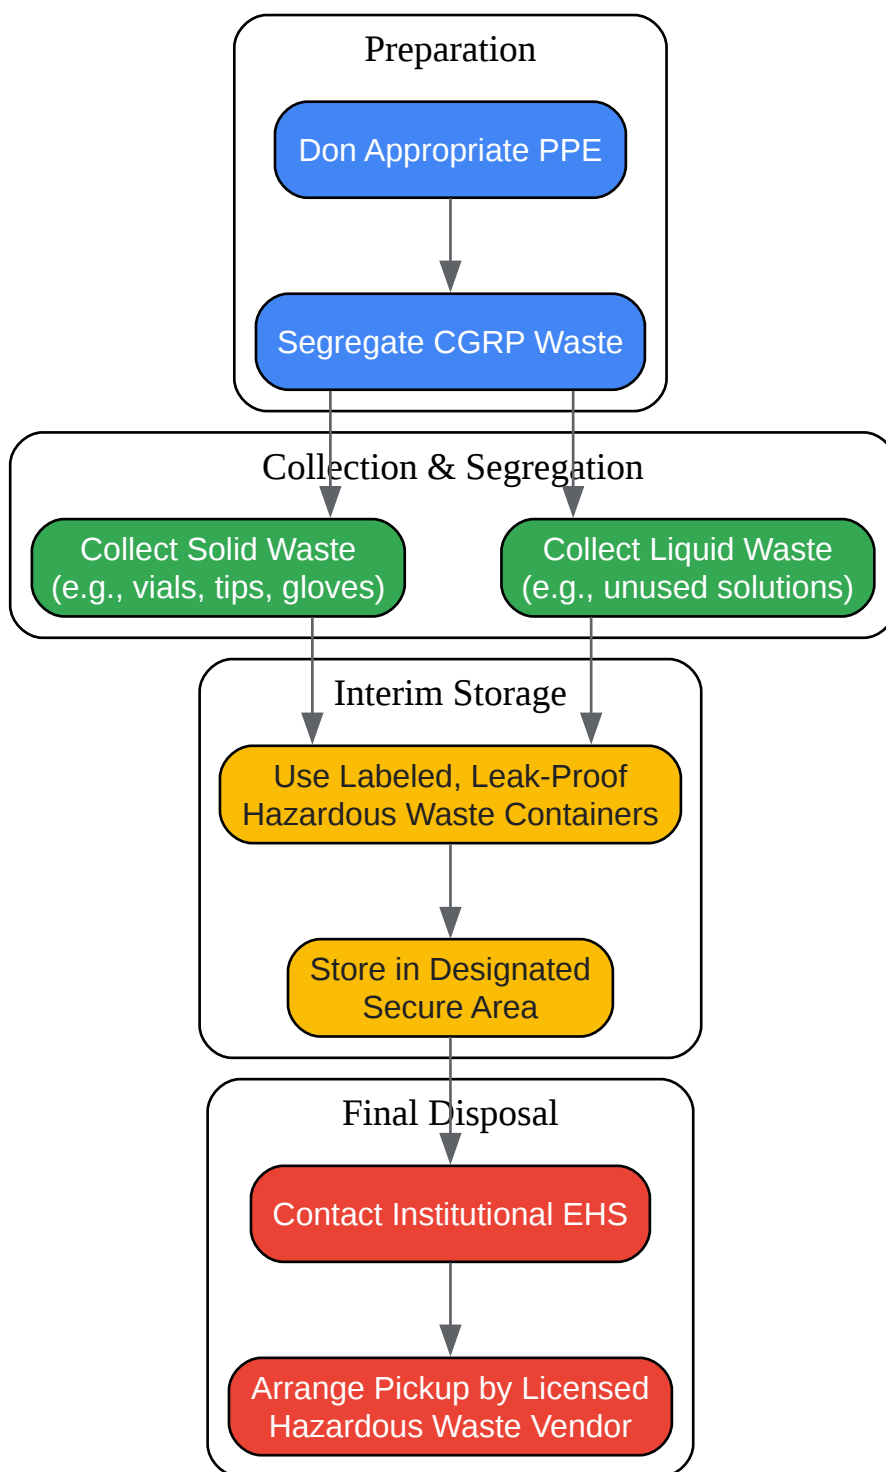 Preparation
Don Appropriate PPE
Segregate CGRP Waste
Collection & Segregation
Collect Solid Waste
(e.g., vials, tips, gloves)
Collect Liquid Waste
(e.g., unused solutions)
Interim Storage
Use Labeled, Leak-Proof
Hazardous Waste Containers
Store in Designated
Secure Area
Final Disposal
Contact Institutional EHS
Arrange Pickup by Licensed
Hazardous Waste Vendor